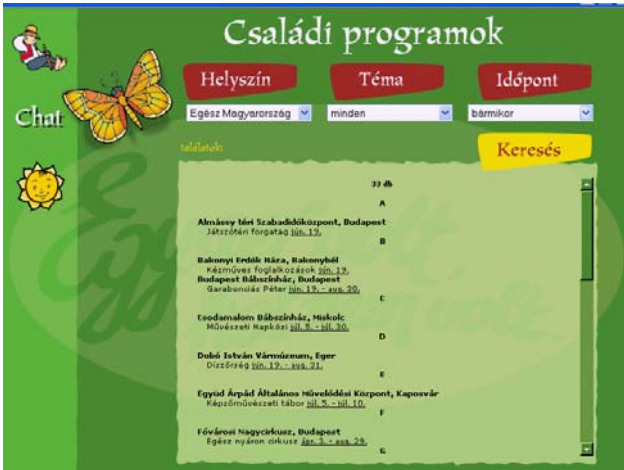 Családi programok
Helyszín Téma Időpont
Chat
Egész Magyarország minden bármikor
találatok:
Keresés
33 db
A
Almássy téri Szabadidőközpont, Budapest
Játszótéri forgatag jún. 19.
B
Bakonyi Erdők Háza, Bakonybél
Kézműves foglalkozások jún. 19.
Budapest Bábszínház, Budapest
Garabonciás Péter jún. 19. - aug. 30.
C
Csodamalom Bábszínház, Miskolc
Művészeti Napközi júl. 5. - júl. 30.
D
Dobó István Vármúzeum, Eger
Díszőrség jún. 19. - aug. 31.
E
Együd Árpád Általános Művelődési Központ, Kaposvár
Képzőművészeti tábor júl. 5. - júl. 10.
F
Fővárosi Nagycirkusz, Budapest
Egész nyáron cirkusz ápr. 3. - aug. 29.
G